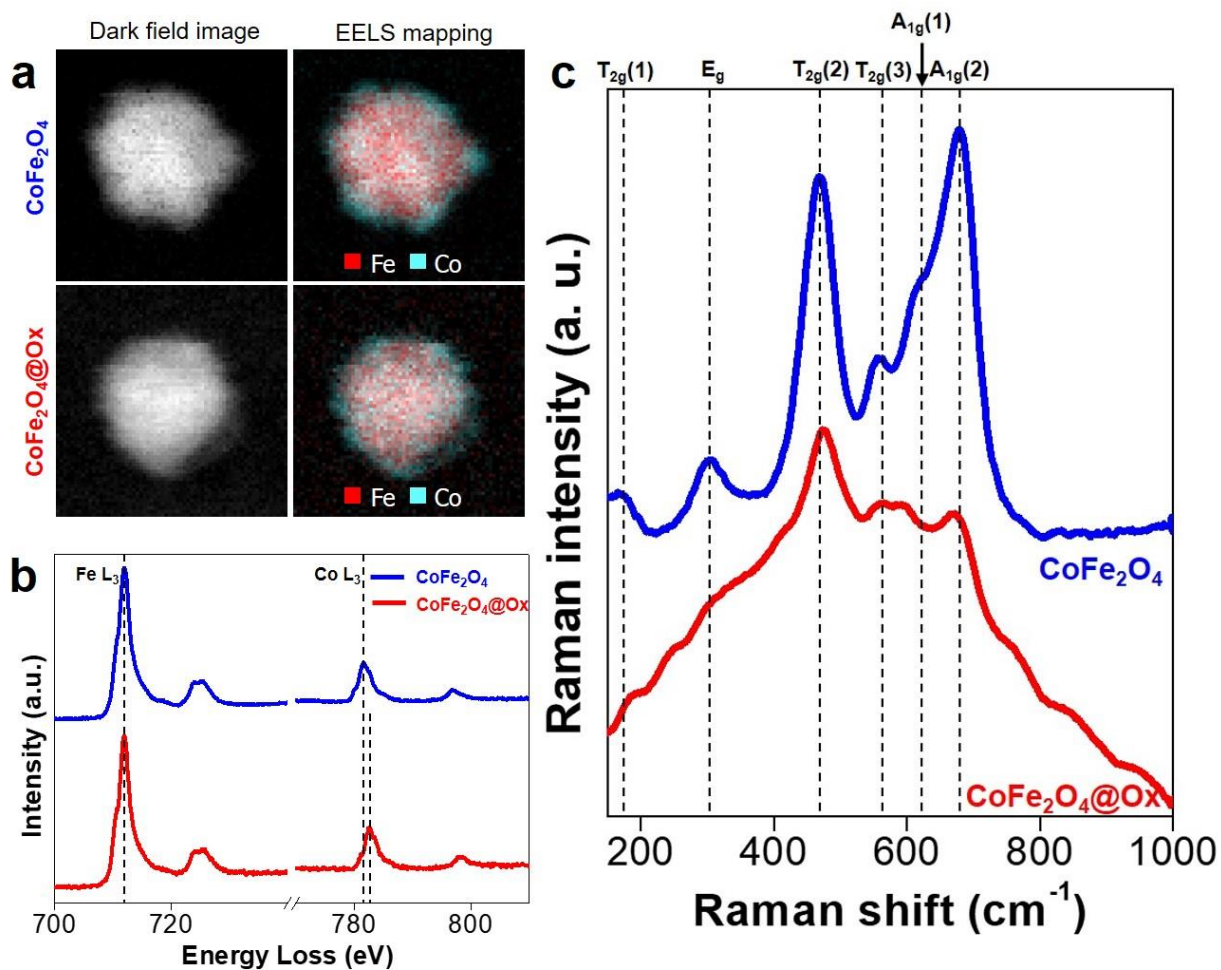 Dark field image
EELS mapping
a
CoFe₂O₄
Fe Co
CoFe₂O₄@Ox
Fe Co
b
Fe L₃
Co L₃
CoFe₂O₄
CoFe₂O₄@Ox
Intensity (a.u.)
700 720 780 800
Energy Loss (eV)
c
A₁g(1)
T₂g(1) Eg T₂g(2) T₂g(3) A₁g(2)
Raman intensity (a. u.)
CoFe₂O₄
CoFe₂O₄@Ox
200 400 600 800 1000
Raman shift (cm⁻¹)